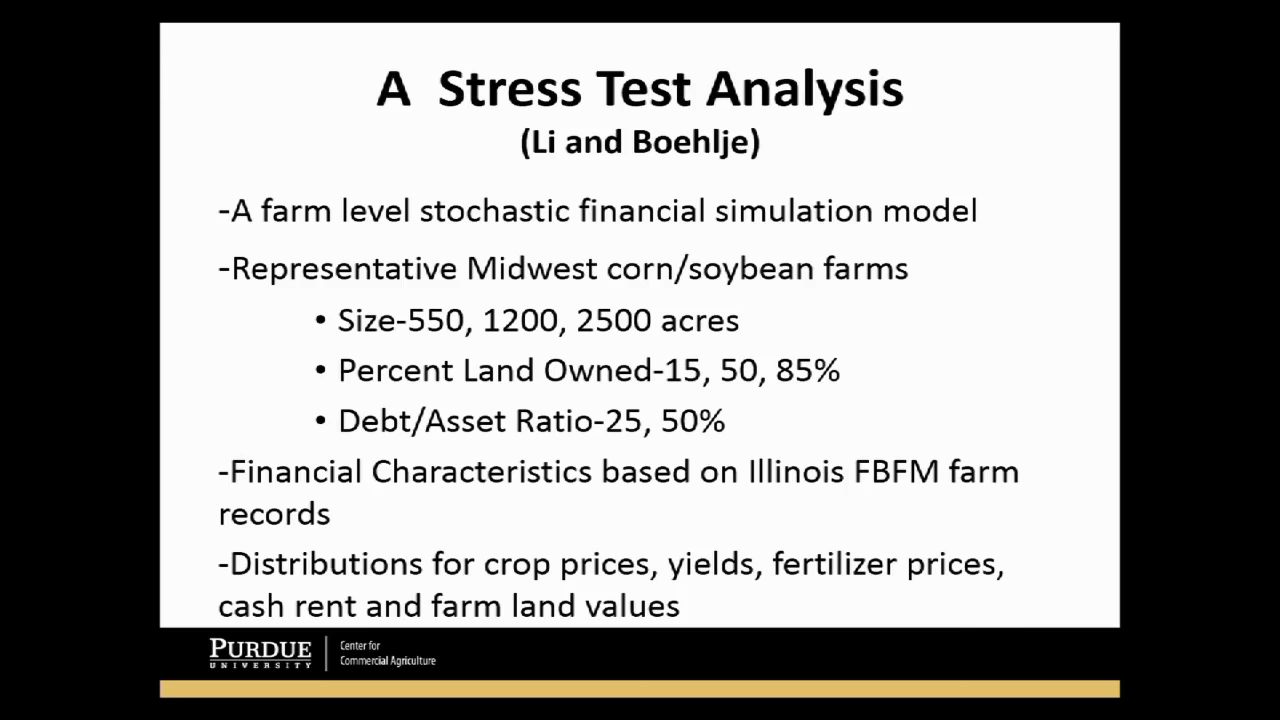 A Stress Test Analysis
(Li and Boehlje)
-A farm level stochastic financial simulation model
-Representative Midwest corn/soybean farms
• Size-550, 1200, 2500 acres
• Percent Land Owned-15, 50, 85%
• Debt/Asset Ratio-25, 50%
-Financial Characteristics based on Illinois FBFM farm
records
-Distributions for crop prices, yields, fertilizer prices,
cash rent and farm land values
PURDUE
UNIVERSITY
Center for
Commercial Agriculture